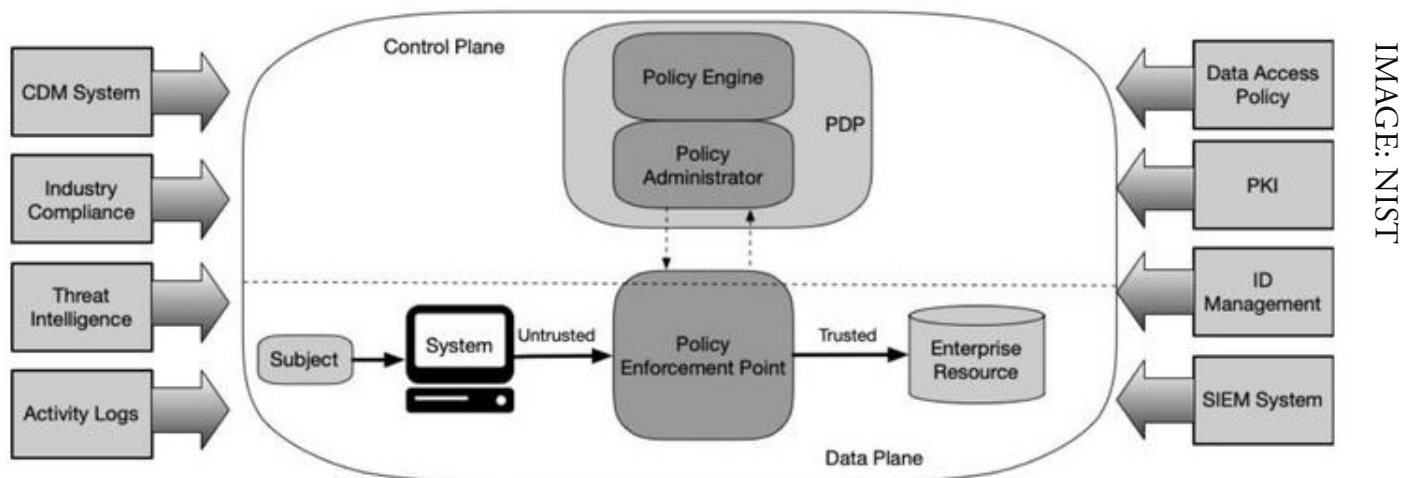 CDM System
Industry
Compliance
Threat
Intelligence
Activity Logs
Control Plane
Policy Engine
Policy
Administrator
PDP
Subject
System
Untrusted
Policy
Enforcement Point
Trusted
Enterprise
Resource
Data Plane
Data Access
Policy
PKI
ID
Management
SIEM System
IMAGE: NIST